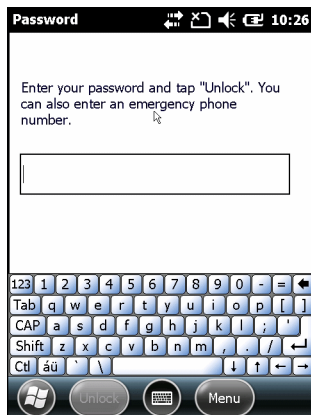 Password 10:26
Enter your password and tap "Unlock". You
can also enter an emergency phone
number.
123 1 2 3 4 5 6 7 8 9 0 - =
Tab q w e r t y u i o p [ ]
CAP a s d f g h j k l ; '
Shift z x c v b n m , . /
Ctl áü ` \
Unlock Menu